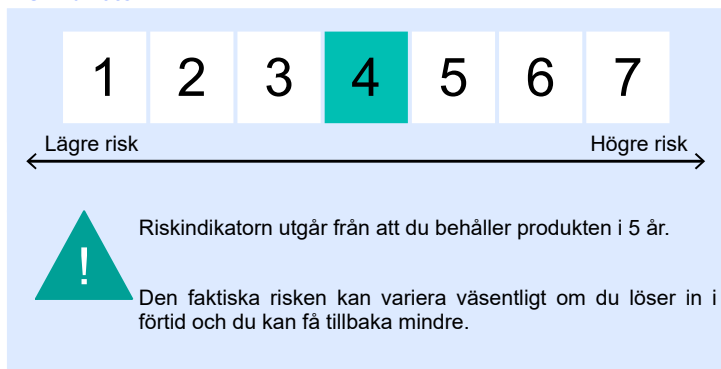 1 2 3 4 5 6 7
Lägre risk Högre risk
!
Riskindikatorn utgår från att du behåller produkten i 5 år.
Den faktiska risken kan variera väsentligt om du löser in i
förtid och du kan få tillbaka mindre.